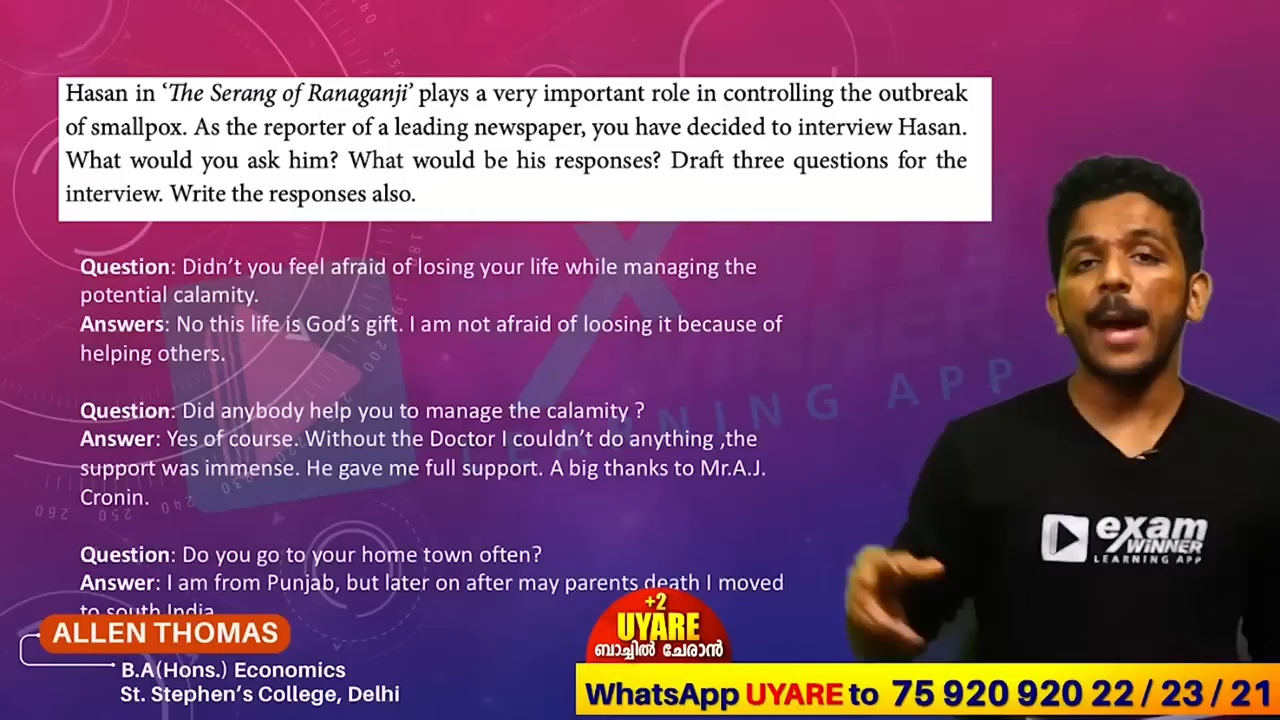 Hasan in ‘The Serang of Ranaganji’ plays a very important role in controlling the outbreak
of smallpox. As the reporter of a leading newspaper, you have decided to interview Hasan.
What would you ask him? What would be his responses? Draft three questions for the
interview. Write the responses also.
Question: Didn’t you feel afraid of losing your life while managing the
potential calamity.
Answers: No this life is God’s gift. I am not afraid of loosing it because of
helping others.
Question: Did anybody help you to manage the calamity ?
Answer: Yes of course. Without the Doctor I couldn’t do anything ,the
support was immense. He gave me full support. A big thanks to Mr.A.J.
Cronin.
Question: Do you go to your home town often?
Answer: I am from Punjab, but later on after may parents death I moved
to south India
LEARNING APP
exam
WINNER
LEARNING APP
ALLEN THOMAS
B.A(Hons.) Economics
St. Stephen’s College, Delhi
+2
UYARE
ബാച്ചിൽ ചേരാൻ
WhatsApp UYARE to 75 920 920 22 / 23 / 21